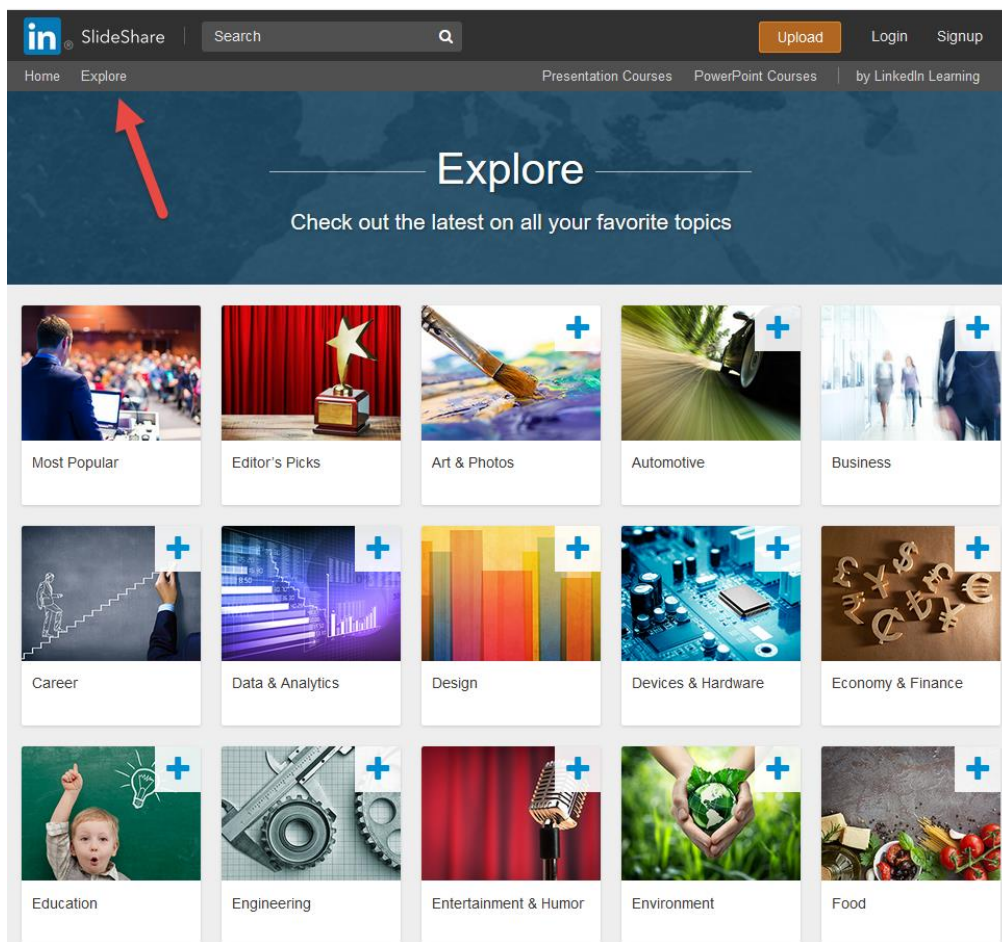 in ® SlideShare Search Upload Login Signup
Home Explore Presentation Courses PowerPoint Courses by LinkedIn Learning
Explore
Check out the latest on all your favorite topics
Most Popular Editor's Picks Art & Photos Automotive Business
Career Data & Analytics Design Devices & Hardware Economy & Finance
Education Engineering Entertainment & Humor Environment Food